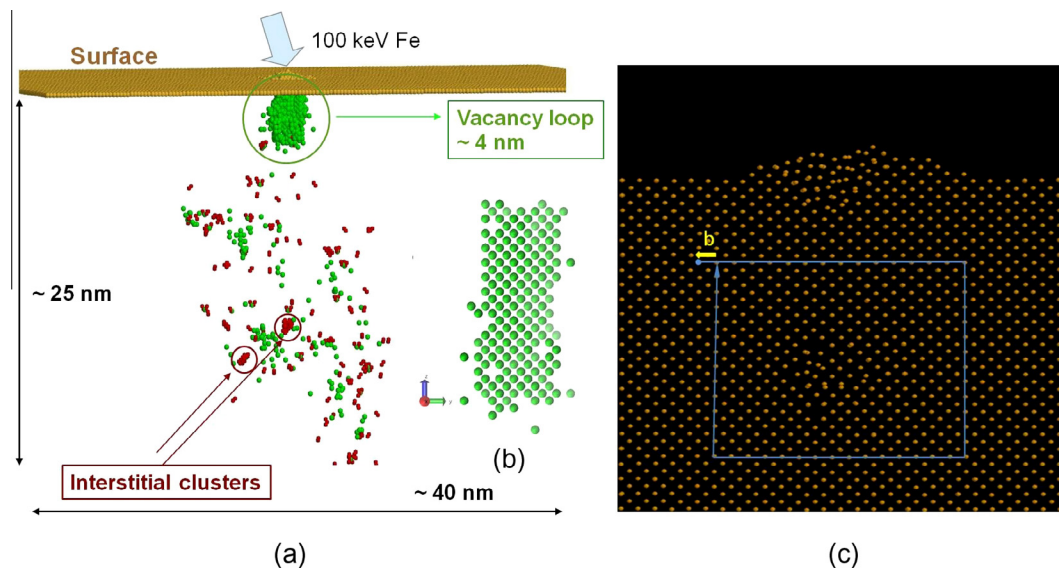 100 keV Fe
Surface
Vacancy loop
~ 4 nm
b
~ 25 nm
z
y
(b)
Interstitial clusters
~ 40 nm
(a)
(c)